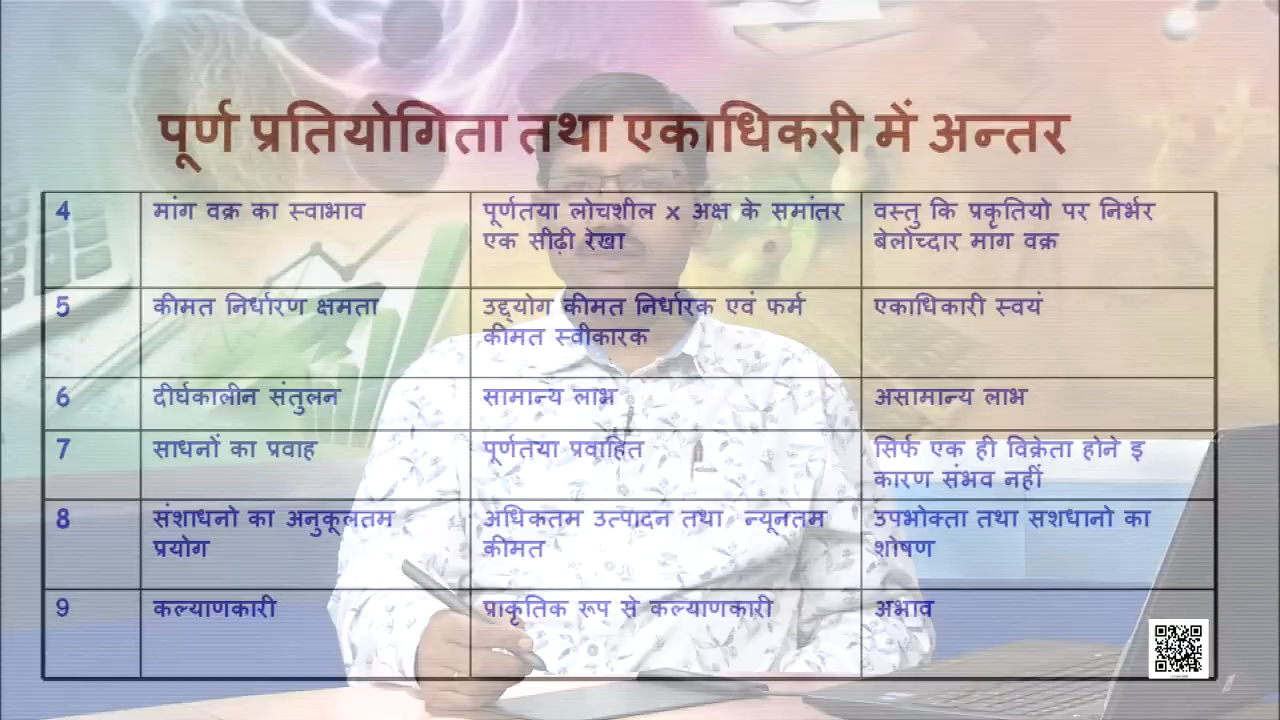 पूर्ण प्रतियोगिता तथा एकाधिकरी में अन्तर
4 मांग वक्र का स्वाभाव पूर्णतया लोचशील x अक्ष के समांतर वस्तु कि प्रकृतियो पर निर्भर
एक सीढ़ी रेखा बेलोच्दार मांग वक्र
5 कीमत निर्धारण क्षमता उद्द्योग कीमत निर्धारक एवं फर्म एकाधिकारी स्वयं
कीमत स्वीकारक
6 दीर्घकालीन संतुलन सामान्य लाभ असामान्य लाभ
7 साधनों का प्रवाह पूर्णतया प्रवाहित सिर्फ एक ही विक्रेता होने इ
कारण संभव नहीं
8 संशाधनो का अनुकूलतम अधिकतम उत्पादन तथा न्यूनतम उपभोक्ता तथा सशधानो का
प्रयोग कीमत शोषण
9 कल्याणकारी प्राकृतिक रूप से कल्याणकारी अभाव